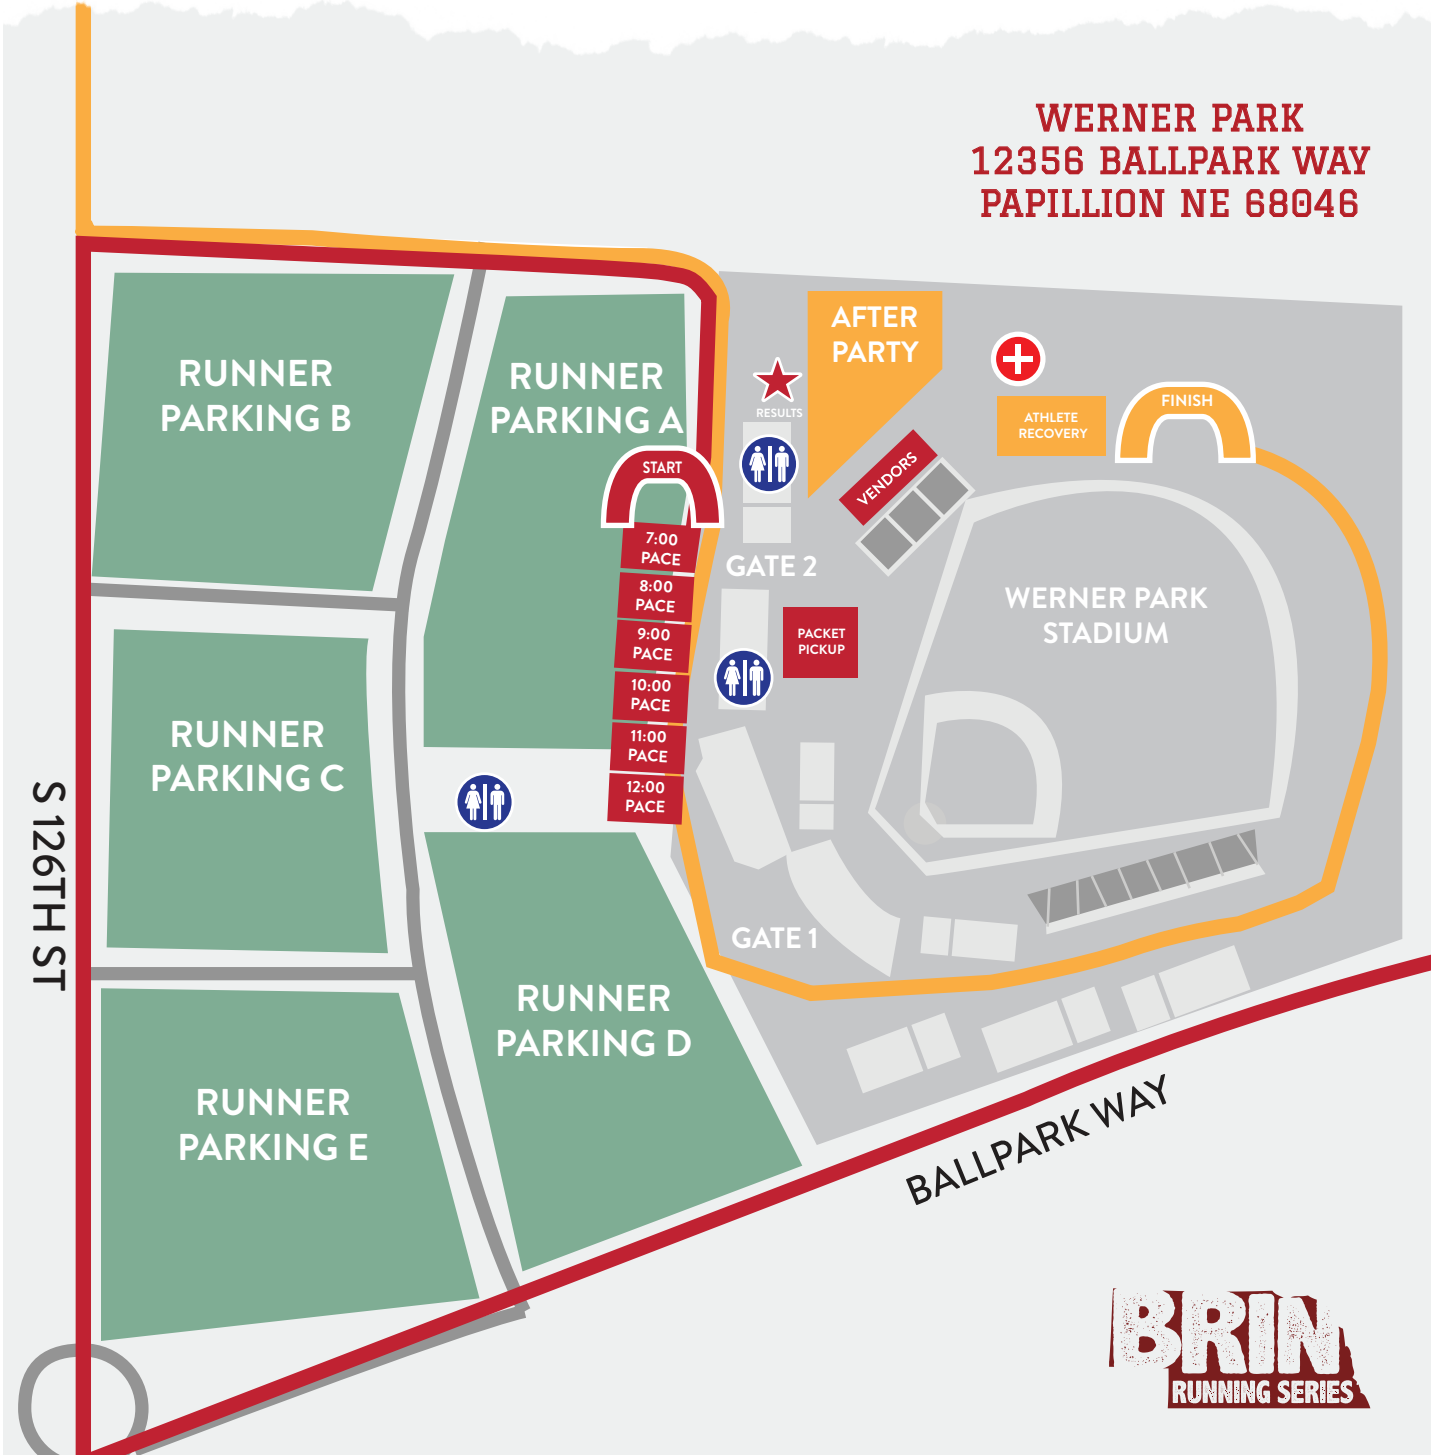 WERNER PARK
12356 BALLPARK WAY
PAPILLION NE 68046
RUNNER
PARKING B
RUNNER
PARKING A
AFTER
PARTY
RESULTS
ATHLETE
RECOVERY
FINISH
START
VENDORS
7:00
PACE
8:00
PACE
9:00
PACE
10:00
PACE
11:00
PACE
12:00
PACE
GATE 2
PACKET
PICKUP
WERNER PARK
STADIUM
RUNNER
PARKING C
S 126TH ST
GATE 1
RUNNER
PARKING D
RUNNER
PARKING E
BALLPARK WAY
BRIN
RUNNING SERIES